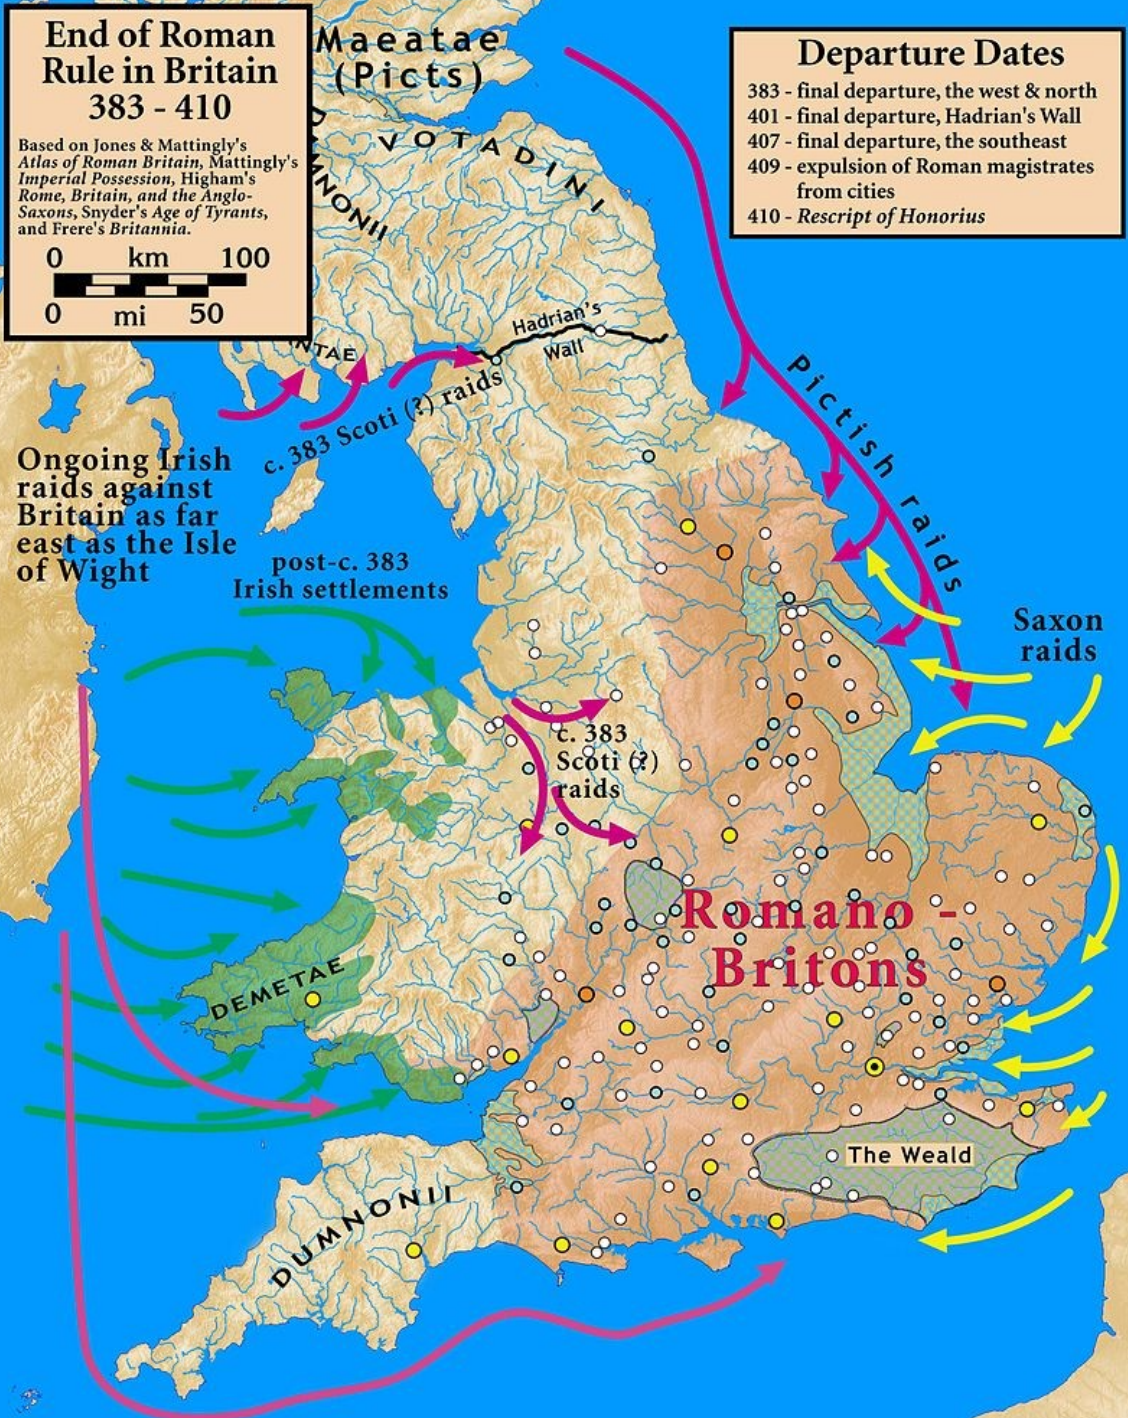 End of Roman
Rule in Britain
383 - 410
Based on Jones & Mattingly's
Atlas of Roman Britain, Mattingly's
Imperial Possession, Higham's
Rome, Britain, and the Anglo-
Saxons, Snyder's Age of Tyrants,
and Frere's Britannia.
0 km 100
0 mi 50
Maeatae
(Picts)
Departure Dates
383 - final departure, the west & north
401 - final departure, Hadrian's Wall
407 - final departure, the southeast
409 - expulsion of Roman magistrates
from cities
410 - Rescript of Honorius
VOTADINI
DAMNONII
NTAE
Hadrian's
Wall
c. 383 Scoti (?) raids
Pictish raids
Ongoing Irish
raids against
Britain as far
east as the Isle
of Wight
post-c. 383
Irish settlements
Saxon
raids
c. 383
Scoti (?)
raids
Romano -
Britons
DEMETAE
The Weald
DUMNONII